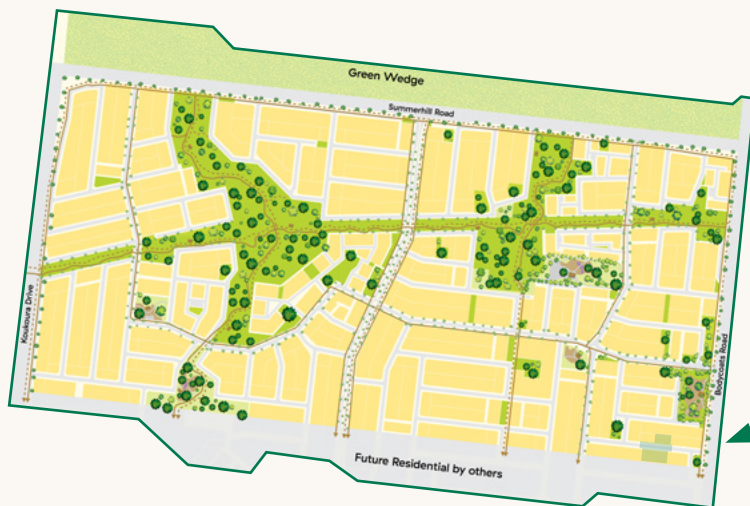 Green Wedge
Summerhill Road
Koukoura Drive
Bodycoats Road
Future Residential by others